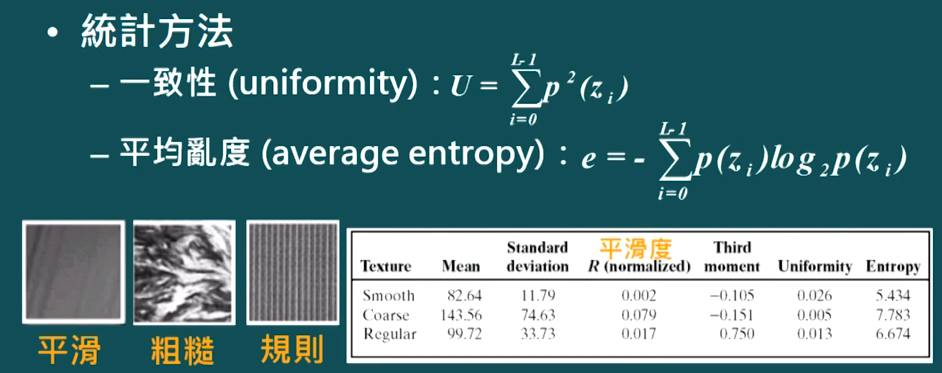 • 統計方法
– 一致性 (uniformity)：U = ∑_{i=0}^{L-1} p²(z_i)
– 平均亂度 (average entropy)：e = - ∑_{i=0}^{L-1} p(z_i)log₂p(z_i)
平滑 粗糙 規則
Texture Mean Standard deviation 平滑度 R (normalized) Third moment Uniformity Entropy
Smooth 82.64 11.79 0.002 −0.105 0.026 5.434
Coarse 143.56 74.63 0.079 −0.151 0.005 7.783
Regular 99.72 33.73 0.017 0.750 0.013 6.674